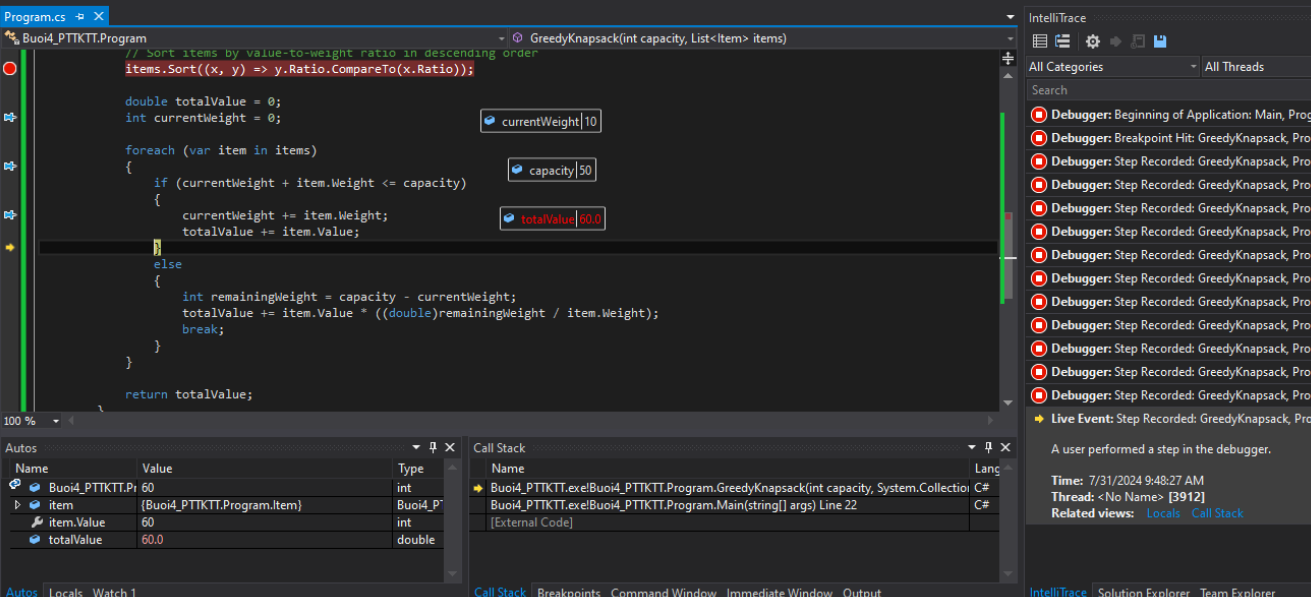 Program.cs
Buoi4_PTTKTT.Program
GreedyKnapsack(int capacity, List<Item> items)
// Sort items by value-to-weight ratio in descending order
items.Sort((x, y) => y.Ratio.CompareTo(x.Ratio));
double totalValue = 0;
int currentWeight = 0;
currentWeight 10
foreach (var item in items)
{
capacity 50
if (currentWeight + item.Weight <= capacity)
{
currentWeight += item.Weight;
totalValue 60.0
totalValue += item.Value;
}
else
{
int remainingWeight = capacity - currentWeight;
totalValue += item.Value * ((double)remainingWeight / item.Weight);
break;
}
}
return totalValue;
}
100 %
Autos
Name Value Type
Buoi4_PTTKTT.Pr 60 int
item {Buoi4_PTTKTT.Program.Item} Buoi4_PT
item.Value 60 int
totalValue 60.0 double
Autos Locals Watch 1
Call Stack
Name Lang
Buoi4_PTTKTT.exe!Buoi4_PTTKTT.Program.GreedyKnapsack(int capacity, System.Collection C#
Buoi4_PTTKTT.exe!Buoi4_PTTKTT.Program.Main(string[] args) Line 22 C#
[External Code]
Call Stack Breakpoints Command Window Immediate Window Output
IntelliTrace
All Categories All Threads
Search
Debugger: Beginning of Application: Main, Prog
Debugger: Breakpoint Hit: GreedyKnapsack, Pro
Debugger: Step Recorded: GreedyKnapsack, Pro
Debugger: Step Recorded: GreedyKnapsack, Pro
Debugger: Step Recorded: GreedyKnapsack, Pro
Debugger: Step Recorded: GreedyKnapsack, Pro
Debugger: Step Recorded: GreedyKnapsack, Pro
Debugger: Step Recorded: GreedyKnapsack, Pro
Debugger: Step Recorded: GreedyKnapsack, Pro
Debugger: Step Recorded: GreedyKnapsack, Pro
Debugger: Step Recorded: GreedyKnapsack, Pro
Debugger: Step Recorded: GreedyKnapsack, Pro
Debugger: Step Recorded: GreedyKnapsack, Pro
Live Event: Step Recorded: GreedyKnapsack, Pro
A user performed a step in the debugger.
Time: 7/31/2024 9:48:27 AM
Thread: <No Name> [3912]
Related views: Locals Call Stack
IntelliTrace Solution Explorer Team Explorer